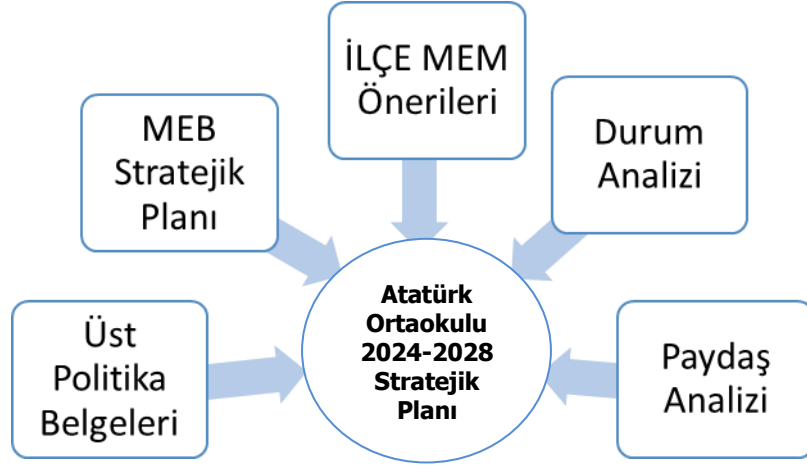 İLÇE MEM
Önerileri
MEB
Stratejik
Planı
Durum
Analizi
Üst
Politika
Belgeleri
Atatürk
Ortaokulu
2024-2028
Stratejik
Planı
Paydaş
Analizi